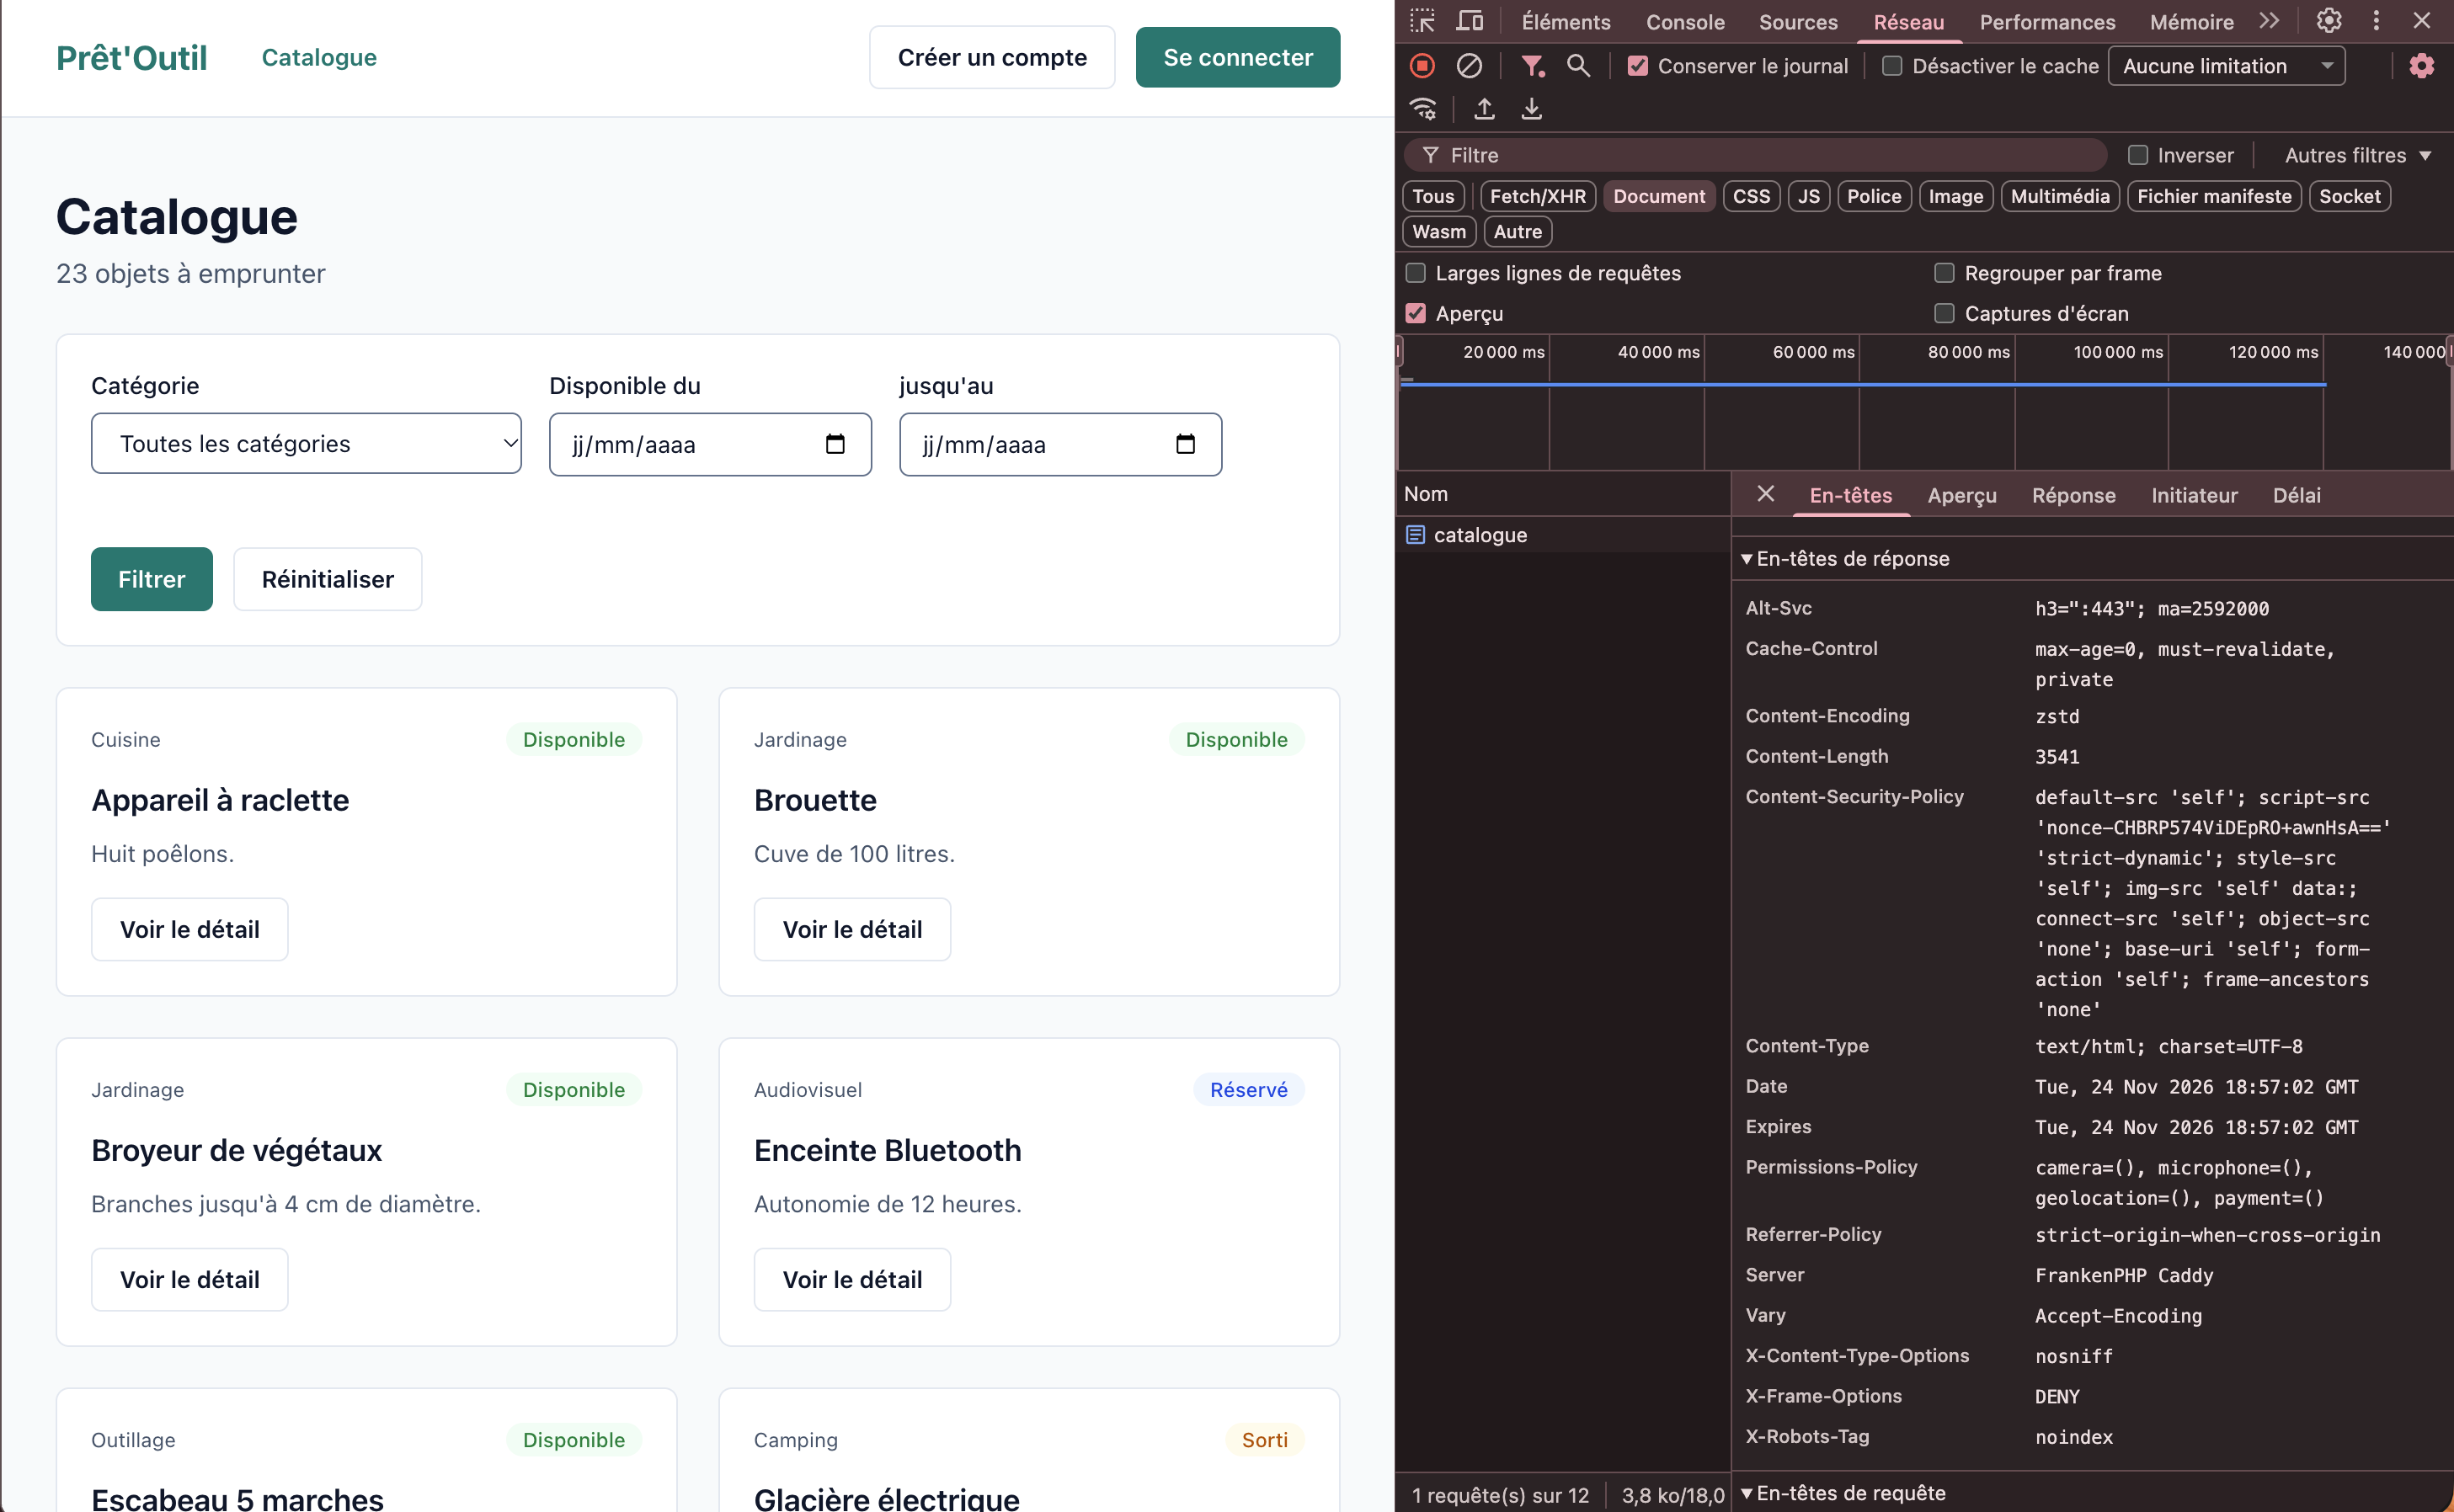 Prêt'Outil
Catalogue
Créer un compte
Se connecter
Catalogue
23 objets à emprunter
Catégorie
Disponible du
jusqu'au
Toutes les catégories
jj/mm/aaaa
jj/mm/aaaa
Filtrer
Réinitialiser
Cuisine
Disponible
Appareil à raclette
Huit poêlons.
Voir le détail
Jardinage
Disponible
Brouette
Cuve de 100 litres.
Voir le détail
Jardinage
Disponible
Broyeur de végétaux
Branches jusqu'à 4 cm de diamètre.
Voir le détail
Audiovisuel
Réservé
Enceinte Bluetooth
Autonomie de 12 heures.
Voir le détail
Outillage
Disponible
Escabeau 5 marches
Camping
Sorti
Glacière électrique
Éléments
Console
Sources
Réseau
Performances
Mémoire
Conserver le journal
Désactiver le cache
Aucune limitation
Filtre
Inverser
Autres filtres
Tous
Fetch/XHR
Document
CSS
JS
Police
Image
Multimédia
Fichier manifeste
Socket
Wasm
Autre
Larges lignes de requêtes
Regrouper par frame
Aperçu
Captures d'écran
20 000 ms
40 000 ms
60 000 ms
80 000 ms
100 000 ms
120 000 ms
140 000
Nom
catalogue
En-têtes
Aperçu
Réponse
Initiateur
Délai
En-têtes de réponse
Alt-Svc
h3=":443"; ma=2592000
Cache-Control
max-age=0, must-revalidate,
private
Content-Encoding
zstd
Content-Length
3541
Content-Security-Policy
default-src 'self'; script-src
'nonce-CHBRP574ViDEpRO+awnHsA=='
'strict-dynamic'; style-src
'self'; img-src 'self' data:;
connect-src 'self'; object-src
'none'; base-uri 'self'; form-
action 'self'; frame-ancestors
'none'
Content-Type
text/html; charset=UTF-8
Date
Tue, 24 Nov 2026 18:57:02 GMT
Expires
Tue, 24 Nov 2026 18:57:02 GMT
Permissions-Policy
camera=(), microphone=(),
geolocation=(), payment=()
Referrer-Policy
strict-origin-when-cross-origin
Server
FrankenPHP Caddy
Vary
Accept-Encoding
X-Content-Type-Options
nosniff
X-Frame-Options
DENY
X-Robots-Tag
noindex
En-têtes de requête
1 requête(s) sur 12
3,8 ko/18,0